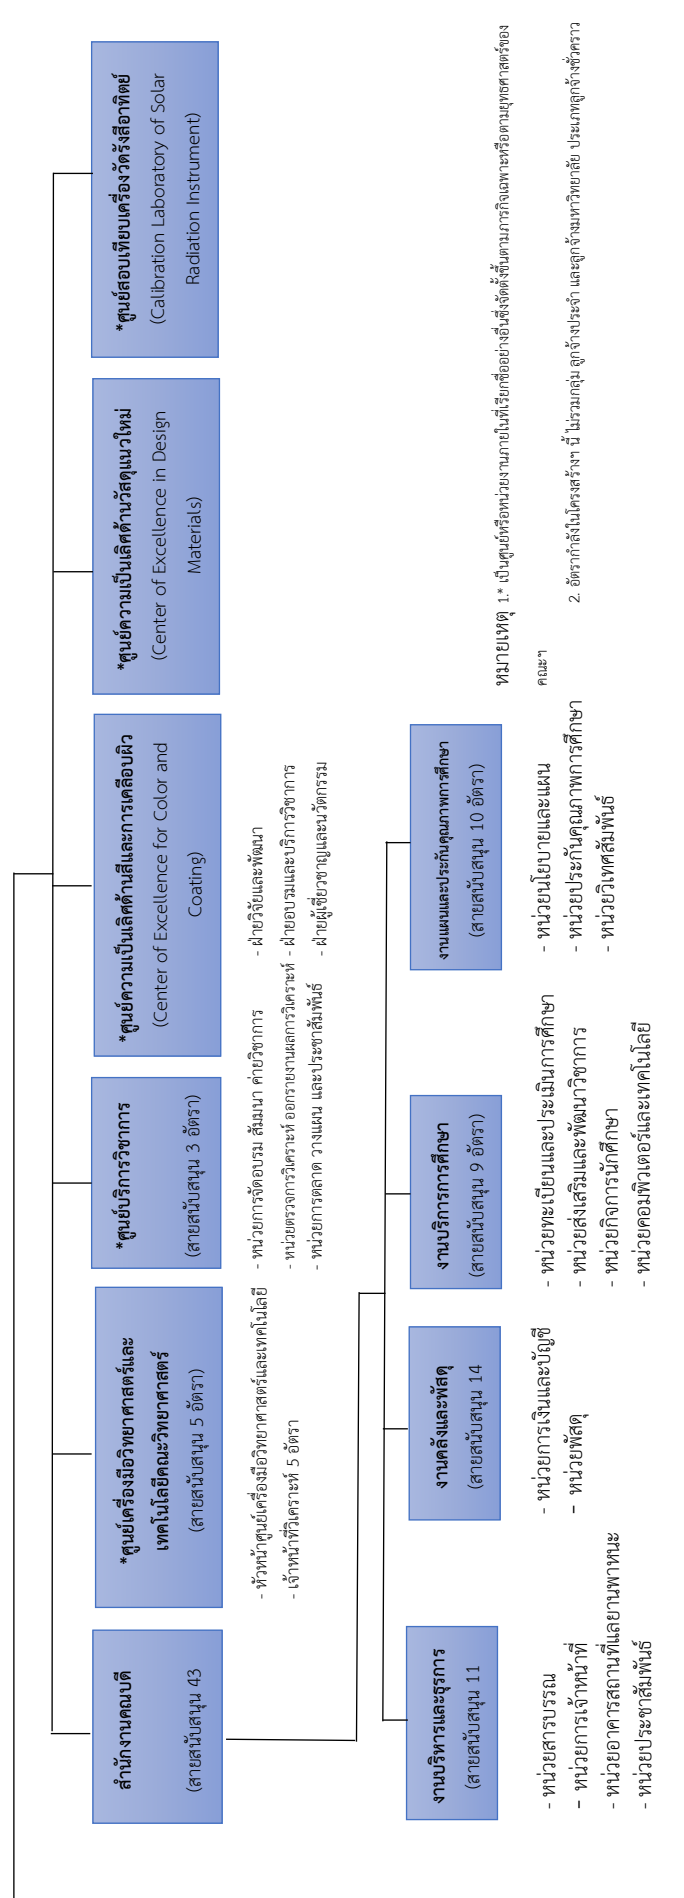 สำนักงานคณบดี
(สายสนับสนุน 43
*ศูนย์เครื่องมือวิทยาศาสตร์และ
เทคโนโลยีคณะวิทยาศาสตร์
(สายสนับสนุน 5 อัตรา)
- หัวหน้าศูนย์เครื่องมือวิทยาศาสตร์และเทคโนโลยี
- เจ้าหน้าที่วิเคราะห์ 5 อัตรา
*ศูนย์บริการวิชาการ
(สายสนับสนุน 3 อัตรา)
- หน่วยการจัดอบรม สัมมนา ค่ายวิชาการ
- หน่วยตรวจการวิเคราะห์ ออกรายงานผลการวิเคราะห์
- หน่วยการตลาด วางแผน และประชาสัมพันธ์
*ศูนย์ความเป็นเลิศด้านสีและการเคลือบผิว
(Center of Excellence for Color and
Coating)
- ฝ่ายวิจัยและพัฒนา
- ฝ่ายอบรมและบริการวิชาการ
- ฝ่ายผู้เชี่ยวชาญและนวัตกรรม
*ศูนย์ความเป็นเลิศด้านวัสดุแนวใหม่
(Center of Excellence in Design
Materials)
*ศูนย์สอบเทียบเครื่องวัดรังสีอาทิตย์
(Calibration Laboratory of Solar
Radiation Instrument)
งานบริหารและธุรการ
(สายสนับสนุน 11
- หน่วยสารบรรณ
- หน่วยการเจ้าหน้าที่
- หน่วยอาคารสถานที่แลยานพาหนะ
- หน่วยประชาสัมพันธ์
งานคลังและพัสดุ
(สายสนับสนุน 14
- หน่วยการเงินและบัญชี
- หน่วยพัสดุ
งานบริการการศึกษา
(สายสนับสนุน 9 อัตรา)
- หน่วยทะเบียนและประเมินการศึกษา
- หน่วยส่งเสริมและพัฒนาวิชาการ
- หน่วยกิจการนักศึกษา
- หน่วยคอมพิวเตอร์และเทคโนโลยี
งานแผนและประกันคุณภาพการศึกษา
(สายสนับสนุน 10 อัตรา)
- หน่วยนโยบายและแผน
- หน่วยประกันคุณภาพการศึกษา
- หน่วยวิเทศสัมพันธ์
หมายเหตุ 1.* เป็นศูนย์หรือหน่วยงานภายในที่เรียกชื่ออย่างอื่นซึ่งจัดตั้งขึ้นตามภารกิจเฉพาะหรือตามยุทธศาสตร์ของ
คณะฯ
2. อัตรากำลังในโครงสร้างฯ นี้ ไม่รวมกลุ่ม ลูกจ้างประจำ และลูกจ้างมหาวิทยาลัย ประเภทลูกจ้างชั่วคราว